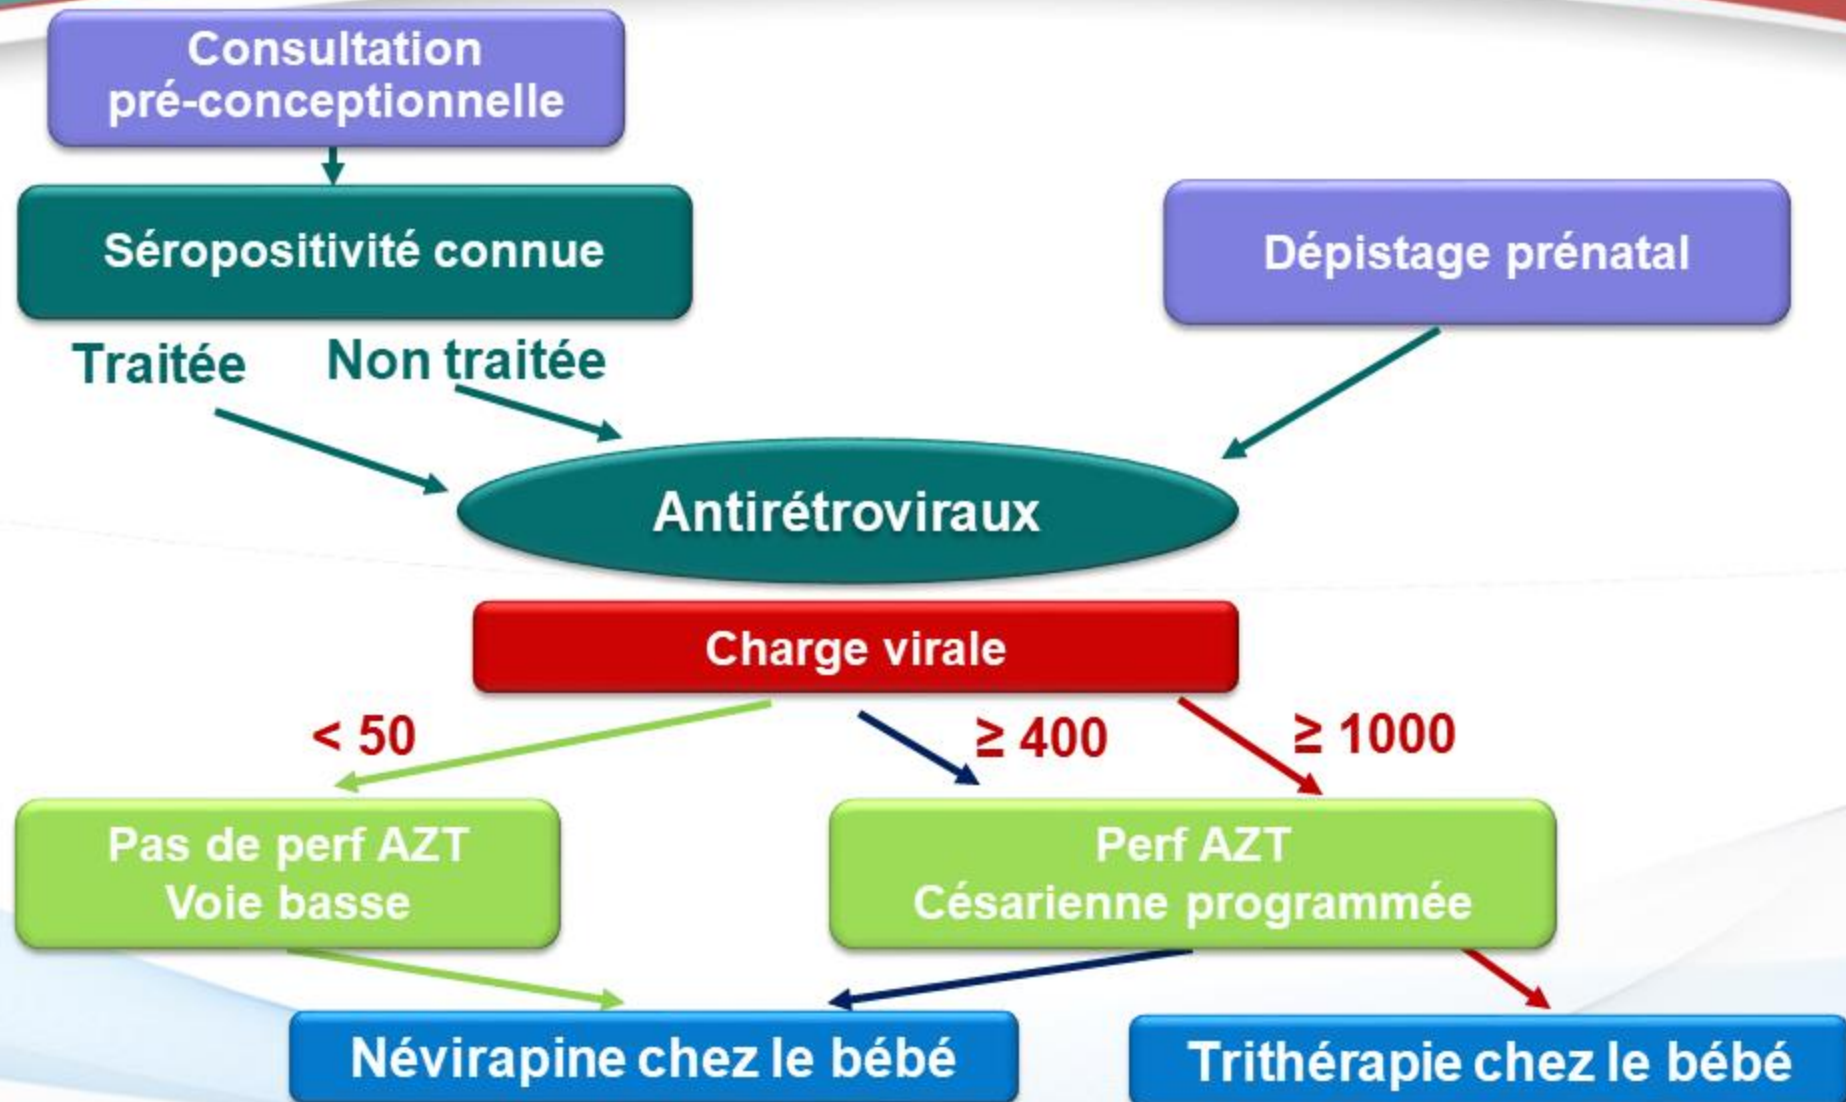 Consultation
pré-conceptionnelle
Séropositivité connue
Dépistage prénatal
Traitée
Non traitée
Antirétroviraux
Charge virale
< 50
≥ 400
≥ 1000
Pas de perf AZT
Voie basse
Perf AZT
Césarienne programmée
Névirapine chez le bébé
Trithérapie chez le bébé